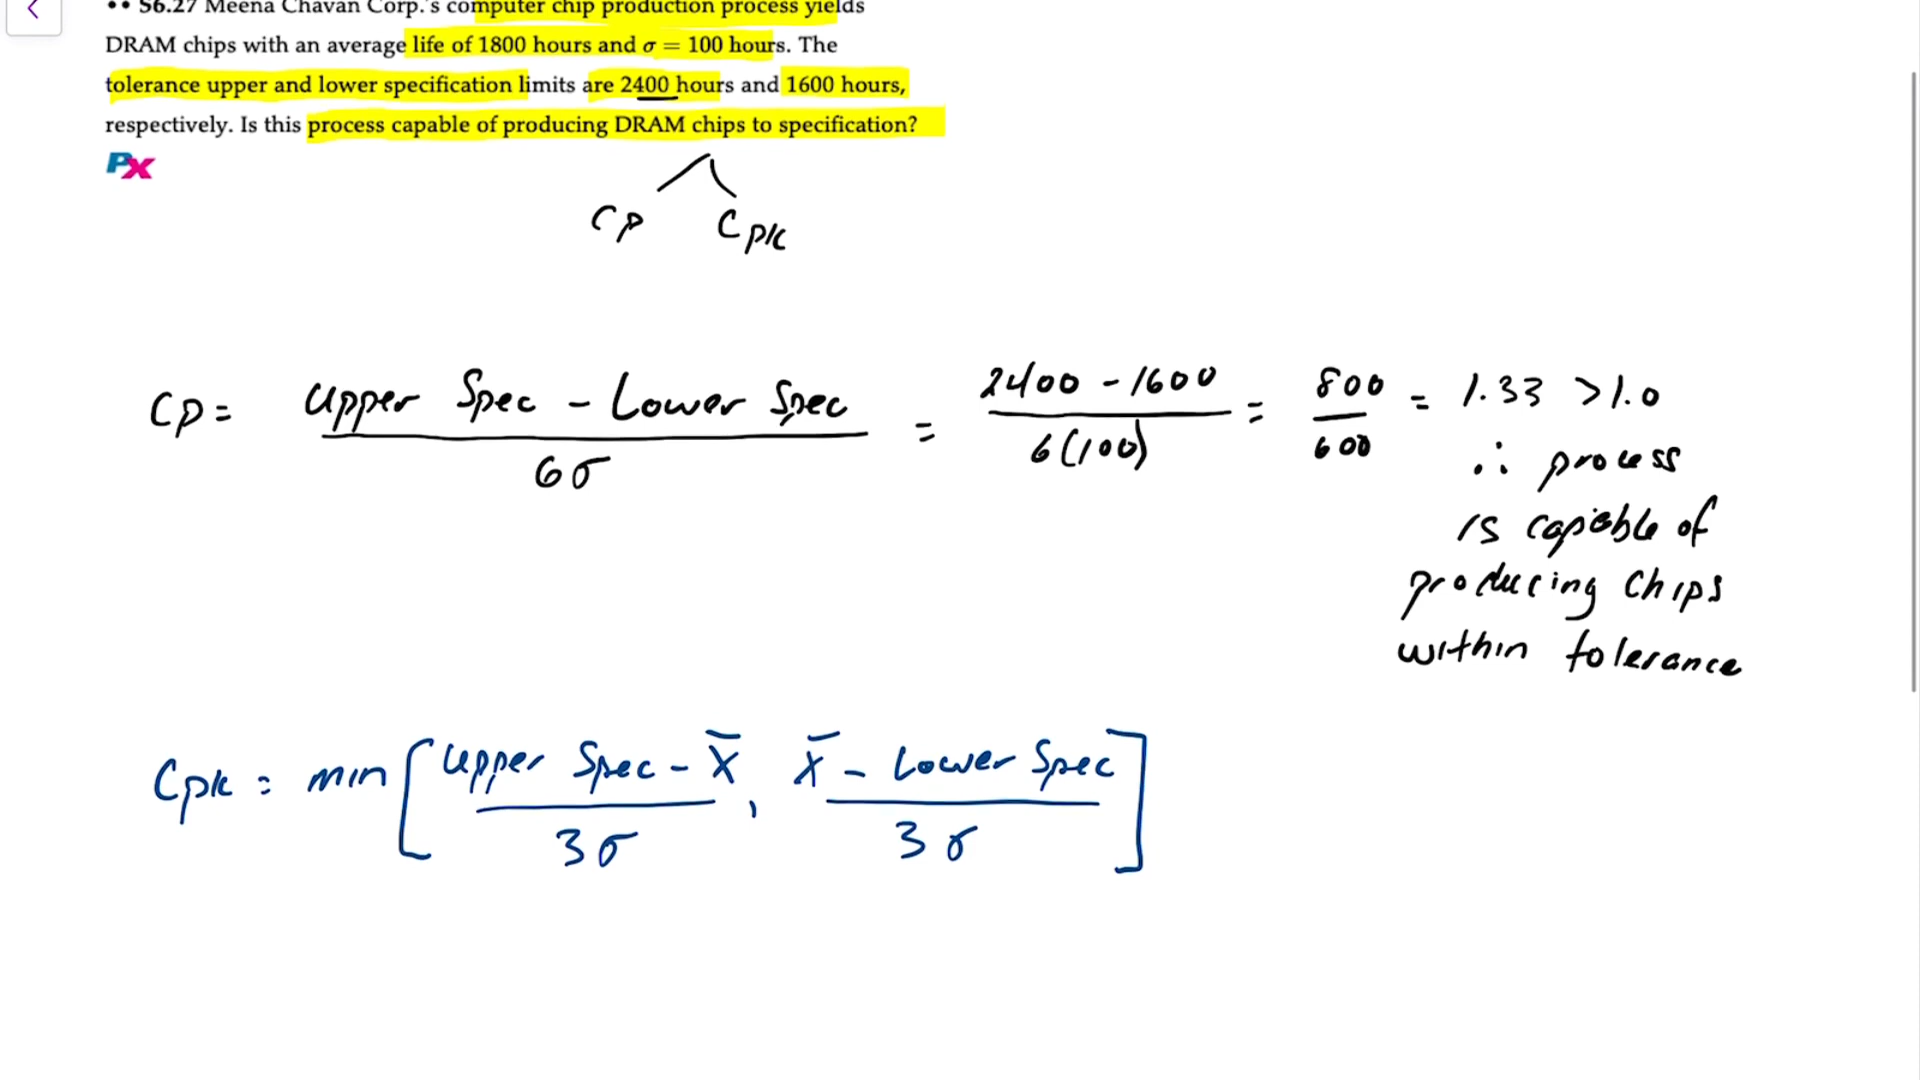 •• S6.27 Meena Chavan Corp.'s computer chip production process yields
DRAM chips with an average life of 1800 hours and σ = 100 hours. The
tolerance upper and lower specification limits are 2400 hours and 1600 hours,
respectively. Is this process capable of producing DRAM chips to specification?
PX
Cp Cpk
Cp = Upper Spec - Lower Spec / 6σ = 2400 - 1600 / 6(100) = 800 / 600 = 1.33 > 1.0
∴ process
is capable of
producing chips
within tolerance
Cpk = min [ Upper Spec - X̄ / 3σ , X̄ - Lower Spec / 3σ ]